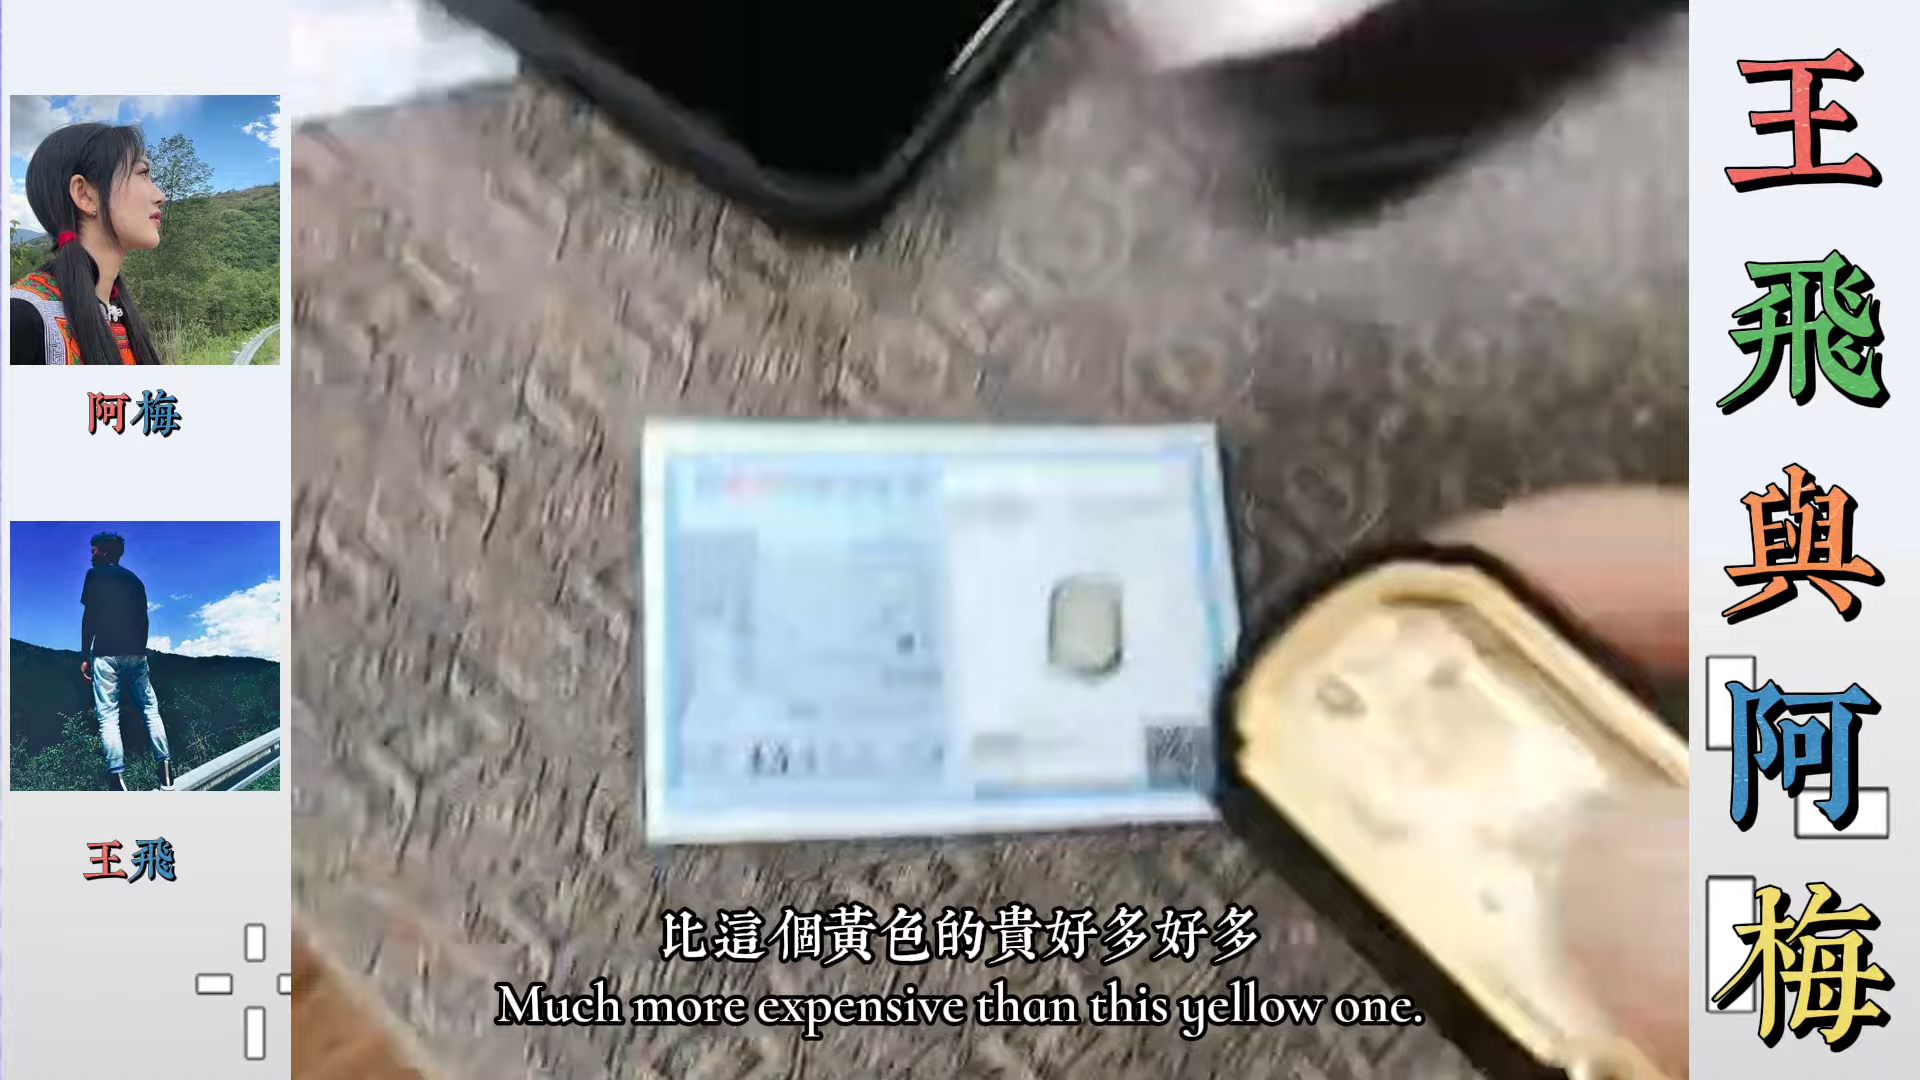 阿梅
王飛
比這個黃色的貴好多好多
Much more expensive than this yellow one.
王飛與阿梅